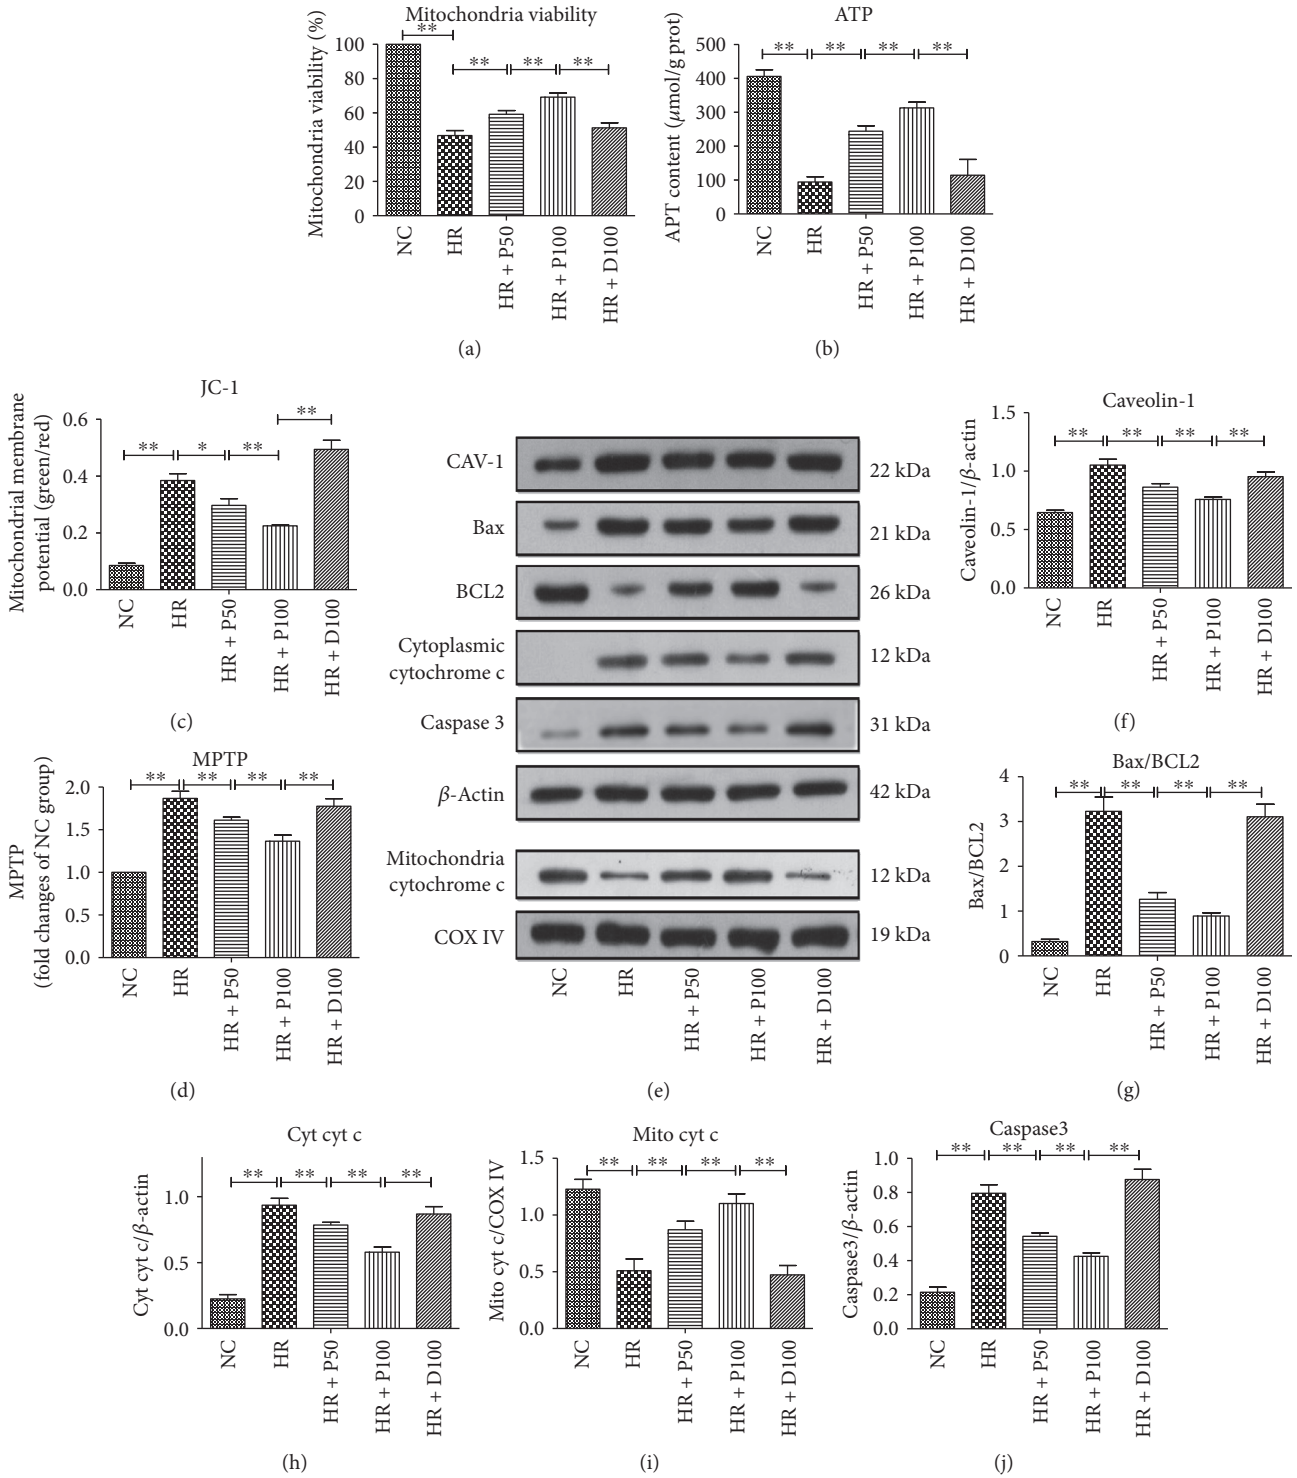 Mitochondria viability
Mitochondria viability (%)
100
80
60
40
20
0
** ** ** **
NC
HR
HR + P50
HR + P100
HR + D100
(a)
ATP
APT content (μmol/g prot)
500
400
300
200
100
0
** ** ** **
NC
HR
HR + P50
HR + P100
HR + D100
(b)
JC-1
Mitochondrial membrane
potential (green/red)
0.6
0.4
0.2
0.0
** * ** **
NC
HR
HR + P50
HR + P100
HR + D100
(c)
MPTP
MPTP
(fold changes of NC group)
2.0
1.5
1.0
0.5
0.0
** ** ** **
NC
HR
HR + P50
HR + P100
HR + D100
(d)
CAV-1 22 kDa
Bax 21 kDa
BCL2 26 kDa
Cytoplasmic
cytochrome c 12 kDa
Caspase 3 31 kDa
β-Actin 42 kDa
Mitochondria
cytochrome c 12 kDa
COX IV 19 kDa
NC
HR
HR + P50
HR + P100
HR + D100
(e)
Caveolin-1
Caveolin-1/β-actin
1.5
1.0
0.5
0.0
** ** ** **
NC
HR
HR + P50
HR + P100
HR + D100
(f)
Bax/BCL2
Bax/BCL2
4
3
2
1
0
** ** ** **
NC
HR
HR + P50
HR + P100
HR + D100
(g)
Cyt cyt c
Cyt cyt c/β-actin
1.0
0.5
0.0
** ** ** **
NC
HR
HR + P50
HR + P100
HR + D100
(h)
Mito cyt c
Mito cyt c/COX IV
1.5
1.0
0.5
0.0
** ** ** **
NC
HR
HR + P50
HR + P100
HR + D100
(i)
Caspase3
Caspase3/β-actin
1.0
0.8
0.6
0.4
0.2
0.0
** ** ** **
NC
HR
HR + P50
HR + P100
HR + D100
(j)